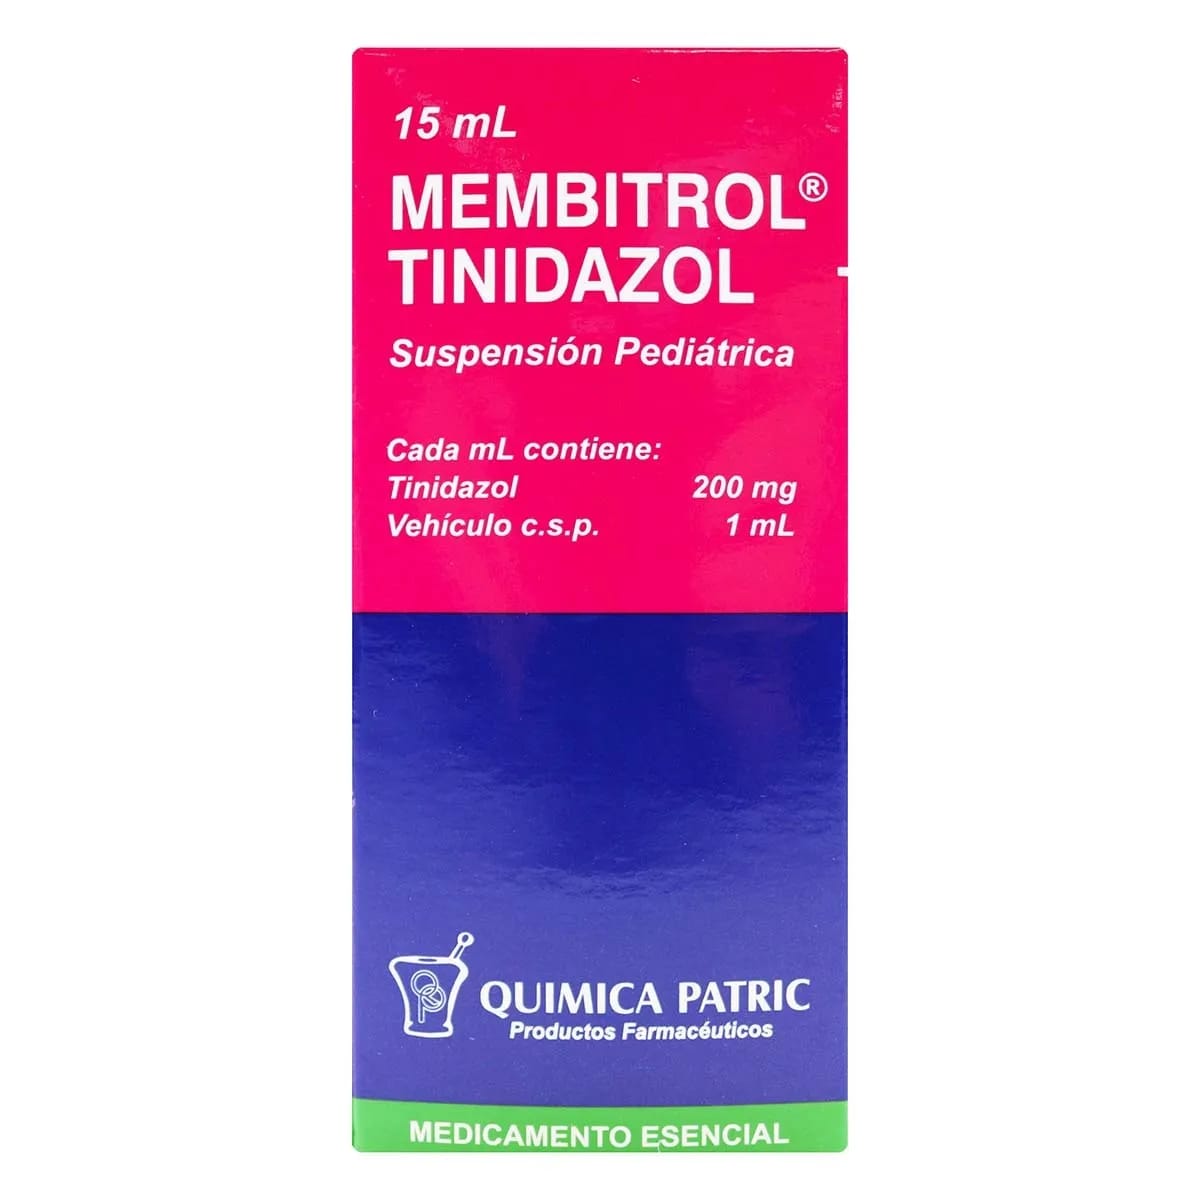 15 mL
MEMBITROL®
TINIDAZOL
Suspensión Pediátrica
Cada mL contiene:
Tinidazol 200 mg
Vehículo c.s.p. 1 mL
QUIMICA PATRIC
Productos Farmacéuticos
MEDICAMENTO ESENCIAL